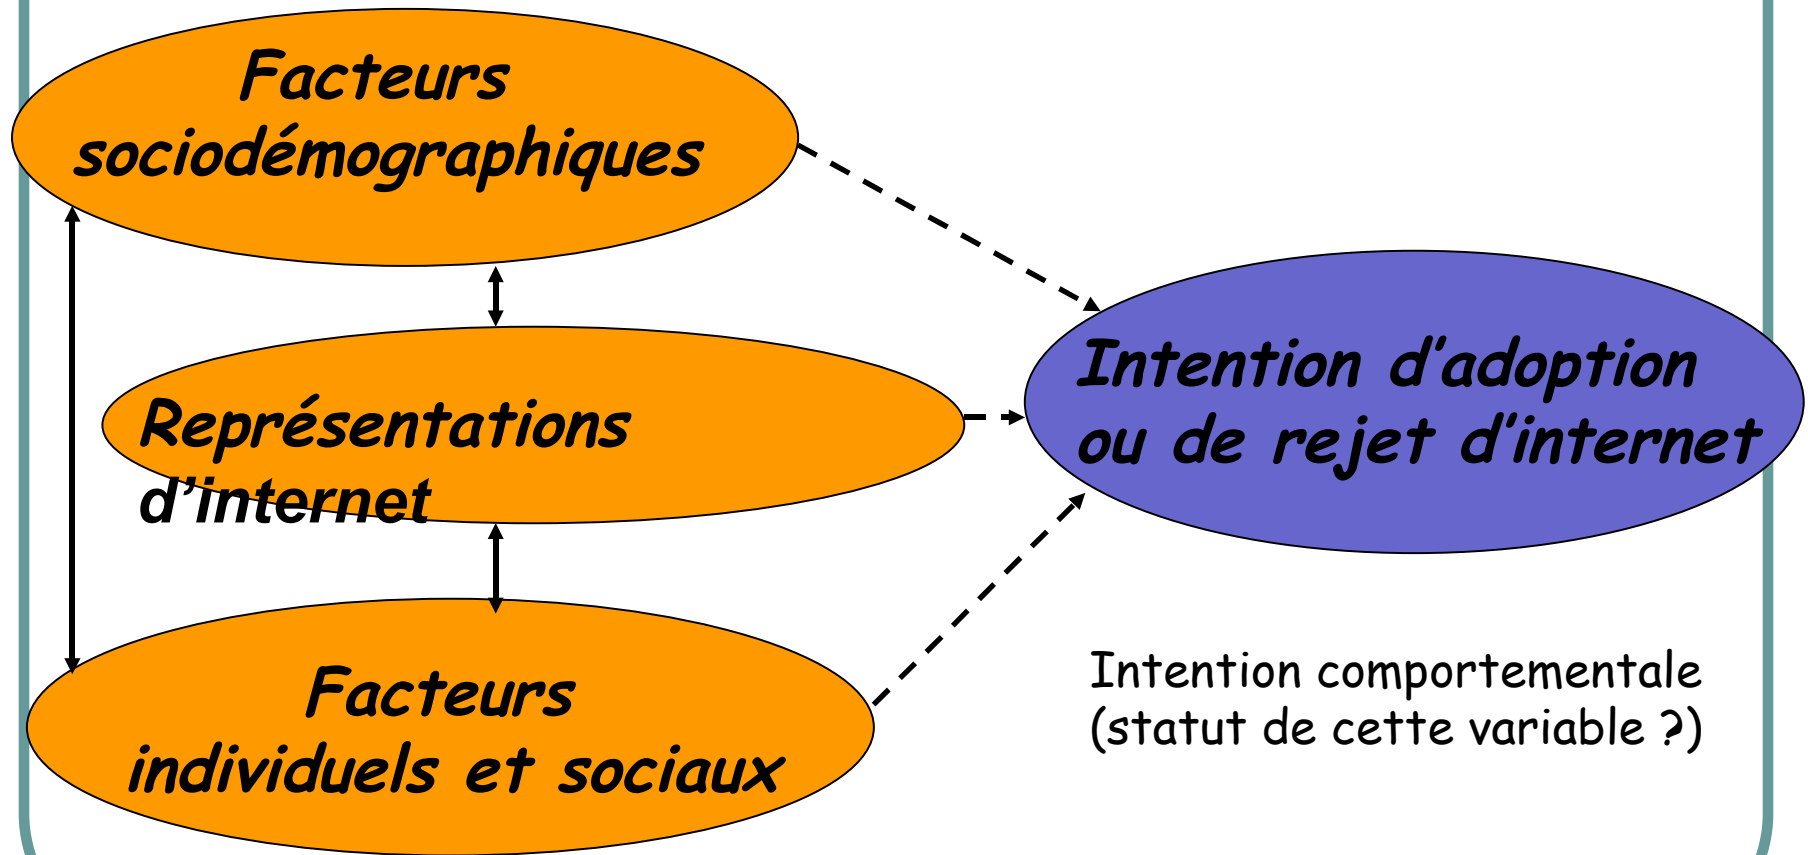 Facteurs
sociodémographiques
Représentations
d’internet
Facteurs
individuels et sociaux
Intention d’adoption
ou de rejet d’internet
Intention comportementale
(statut de cette variable ?)